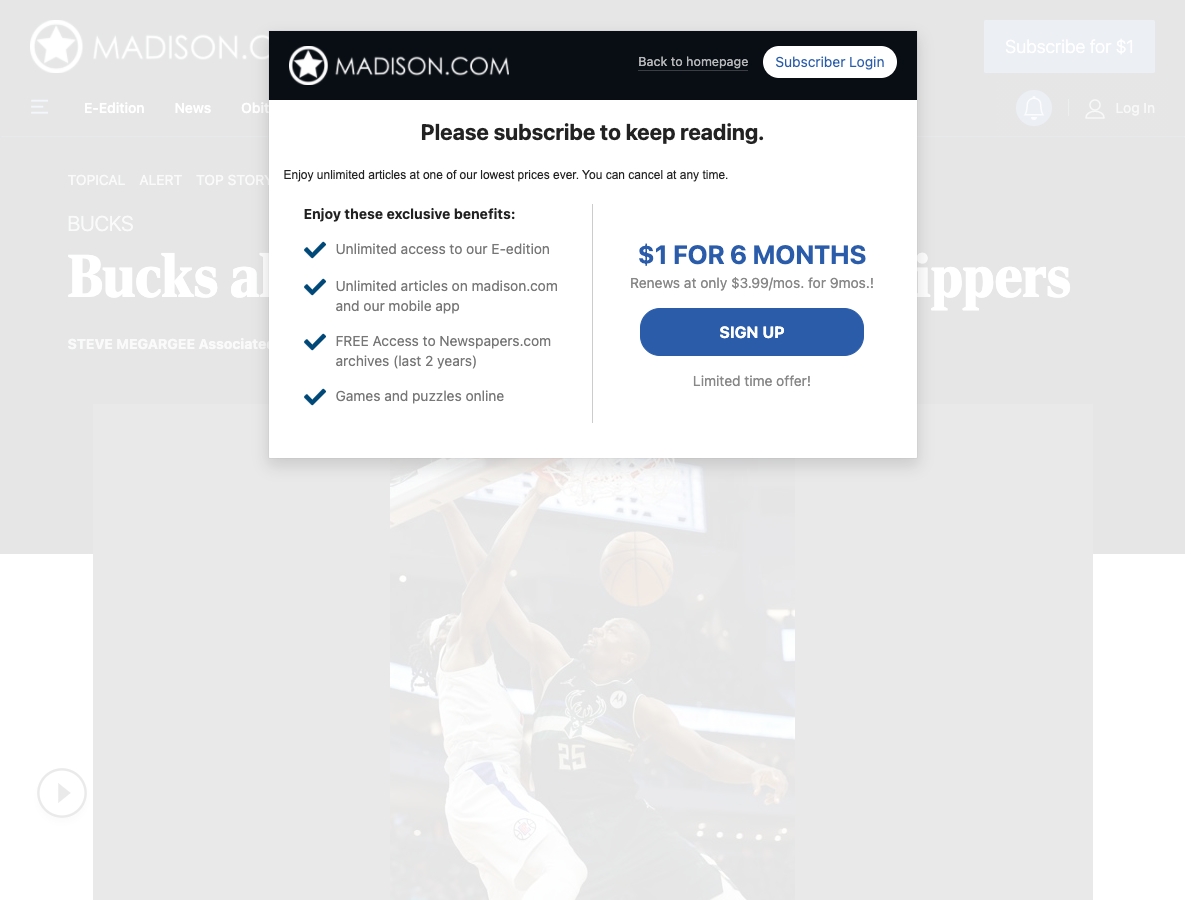 MADISON.C
Subscribe for $1
E-Edition News Obit
Log In
MADISON.COM
Back to homepage
Subscriber Login
Please subscribe to keep reading.
Enjoy unlimited articles at one of our lowest prices ever. You can cancel at any time.
Enjoy these exclusive benefits:
Unlimited access to our E-edition
Unlimited articles on madison.com
and our mobile app
FREE Access to Newspapers.com
archives (last 2 years)
Games and puzzles online
$1 FOR 6 MONTHS
Renews at only $3.99/mos. for 9mos.!
SIGN UP
Limited time offer!
TOPICAL ALERT TOP STORY
BUCKS
Bucks al ippers
STEVE MEGARGEE Associate
25